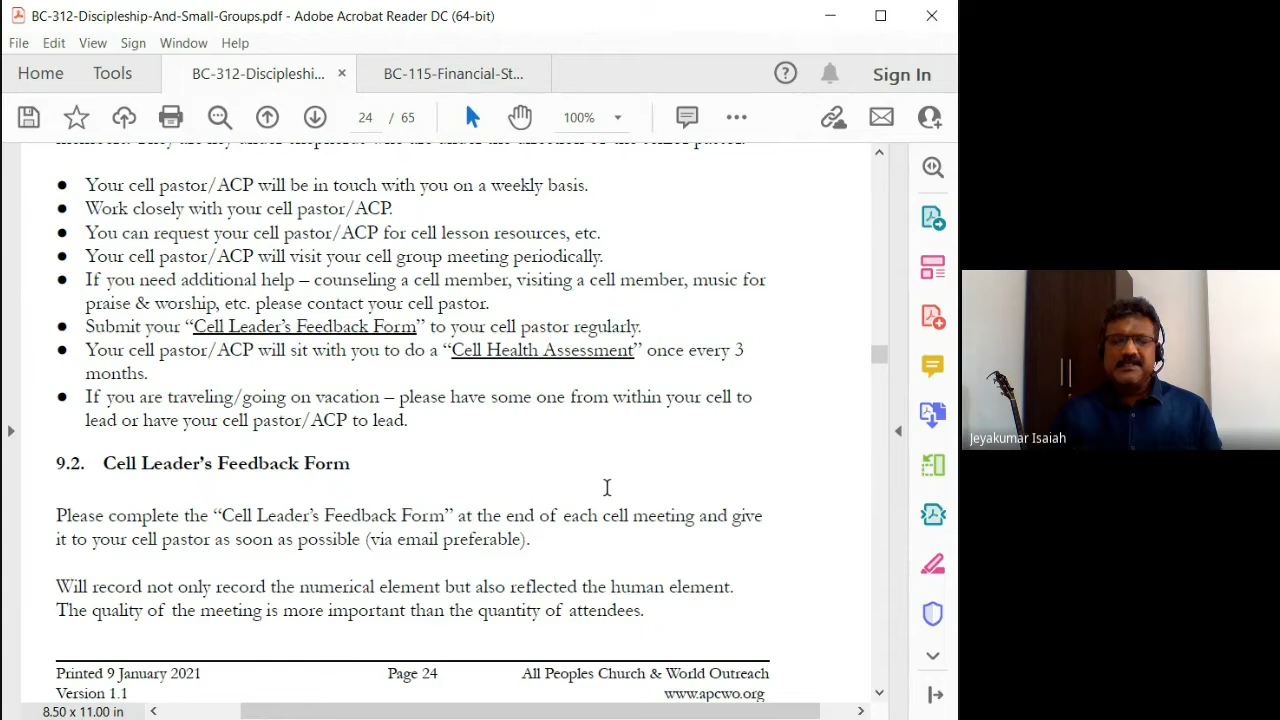 BC-312-Discipleship-And-Small-Groups.pdf - Adobe Acrobat Reader DC (64-bit)
File Edit View Sign Window Help
Home Tools BC-312-Discipleshi... × BC-115-Financial-St... Sign In
24 / 65 100%
● Your cell pastor/ACP will be in touch with you on a weekly basis.
● Work closely with your cell pastor/ACP.
● You can request your cell pastor/ACP for cell lesson resources, etc.
● Your cell pastor/ACP will visit your cell group meeting periodically.
● If you need additional help – counseling a cell member, visiting a cell member, music for
praise & worship, etc. please contact your cell pastor.
● Submit your “Cell Leader’s Feedback Form” to your cell pastor regularly.
● Your cell pastor/ACP will sit with you to do a “Cell Health Assessment” once every 3
months.
● If you are traveling/going on vacation – please have some one from within your cell to
lead or have your cell pastor/ACP to lead.
9.2. Cell Leader’s Feedback Form
Please complete the “Cell Leader’s Feedback Form” at the end of each cell meeting and give
it to your cell pastor as soon as possible (via email preferable).
Will record not only record the numerical element but also reflected the human element.
The quality of the meeting is more important than the quantity of attendees.
Printed 9 January 2021 Page 24 All Peoples Church & World Outreach
Version 1.1 www.apcwo.org
8.50 x 11.00 in
Jeyakumar Isaiah